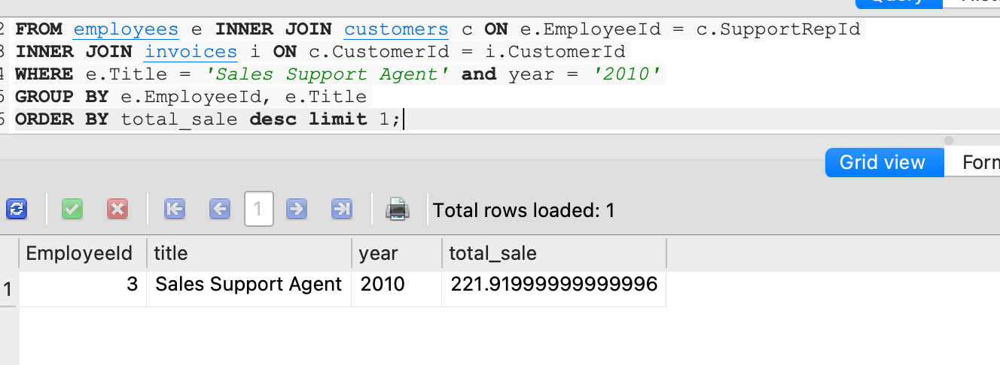 2 FROM employees e INNER JOIN customers c ON e.EmployeeId = c.SupportRepId
3 INNER JOIN invoices i ON c.CustomerId = i.CustomerId
4 WHERE e.Title = 'Sales Support Agent' and year = '2010'
5 GROUP BY e.EmployeeId, e.Title
6 ORDER BY total_sale desc limit 1;
Grid view
1
Total rows loaded: 1
EmployeeId title year total_sale
1 3 Sales Support Agent 2010 221.91999999999996